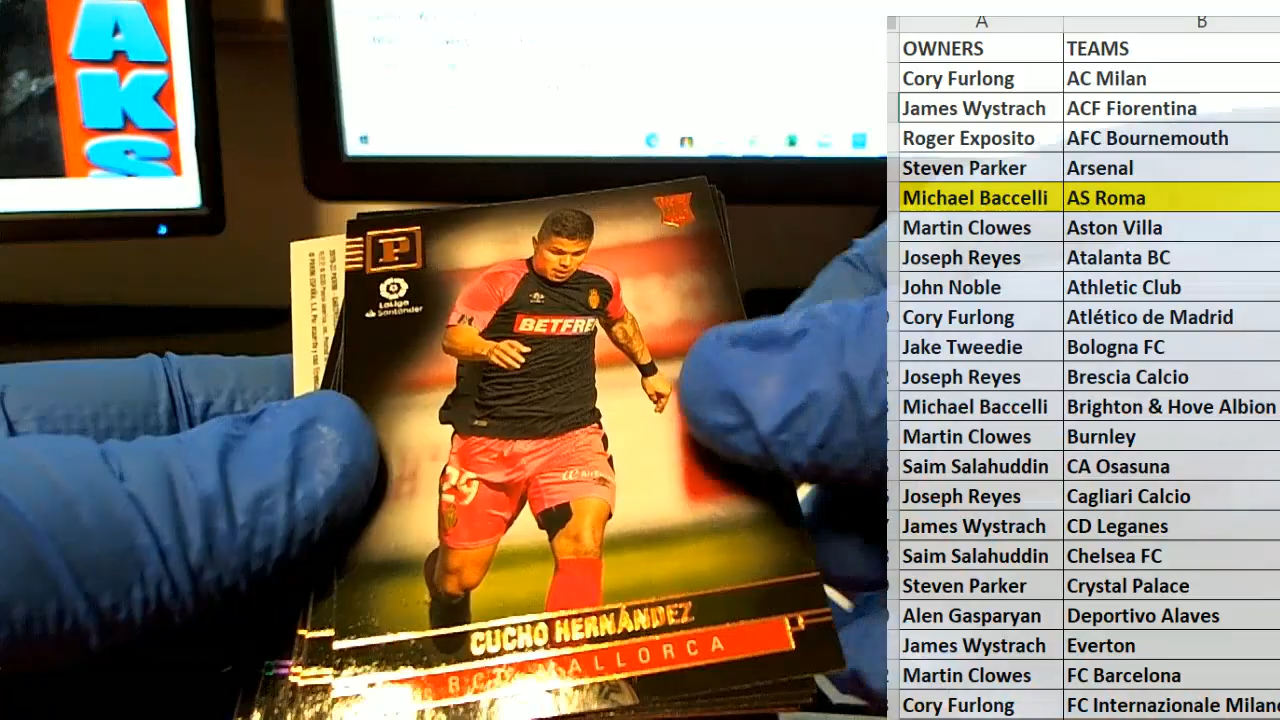 AKS
P
LaLiga
Santander
BETFRE
29
CUCHO HERNÁNDEZ
RCD MALLORCA
A B
OWNERS TEAMS
Cory Furlong AC Milan
James Wystrach ACF Fiorentina
Roger Exposito AFC Bournemouth
Steven Parker Arsenal
Michael Baccelli AS Roma
Martin Clowes Aston Villa
Joseph Reyes Atalanta BC
John Noble Athletic Club
Cory Furlong Atlético de Madrid
Jake Tweedie Bologna FC
Joseph Reyes Brescia Calcio
Michael Baccelli Brighton & Hove Albion
Martin Clowes Burnley
Saim Salahuddin CA Osasuna
Joseph Reyes Cagliari Calcio
James Wystrach CD Leganes
Saim Salahuddin Chelsea FC
Steven Parker Crystal Palace
Alen Gasparyan Deportivo Alaves
James Wystrach Everton
Martin Clowes FC Barcelona
Cory Furlong FC Internazionale Milano